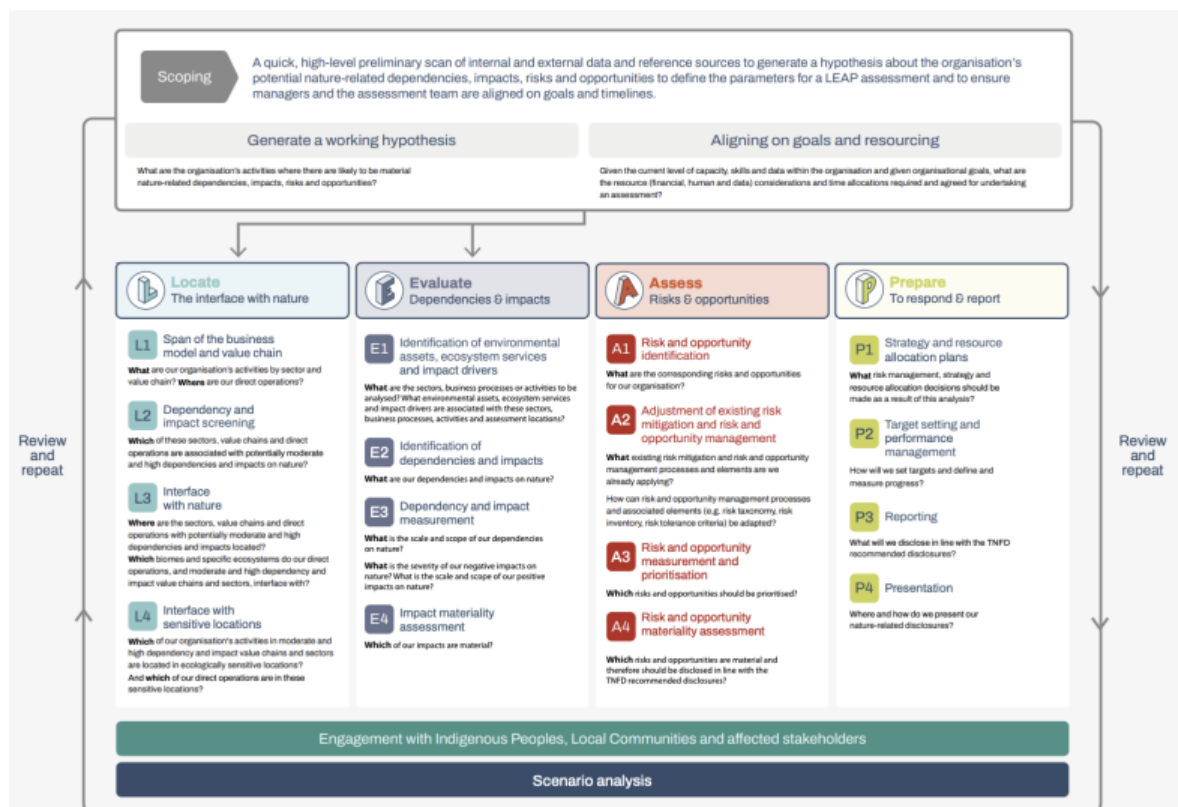 Scoping
A quick, high-level preliminary scan of internal and external data and reference sources to generate a hypothesis about the organisation's
potential nature-related dependencies, impacts, risks and opportunities to define the parameters for a LEAP assessment and to ensure
managers and the assessment team are aligned on goals and timelines.
Generate a working hypothesis
What are the organisation's activities where there are likely to be material
nature-related dependencies, impacts, risks and opportunities?
Aligning on goals and resourcing
Given the current level of capacity, skills and data within the organisation and given organisational goals, what are
the resource (financial, human and data) considerations and time allocations required and agreed for undertaking
an assessment?
Review
and
repeat
L
Locate
The interface with nature
L1
Span of the business
model and value chain
What are our organisation's activities by sector and
value chain? Where are our direct operations?
L2
Dependency and
impact screening
Which of these sectors, value chains and direct
operations are associated with potentially moderate
and high dependencies and impacts on nature?
L3
Interface
with nature
Where are the sectors, value chains and direct
operations with potentially moderate and high
dependencies and impacts located?
Which biomes and specific ecosystems do our direct
operations, and moderate and high dependency and
impact value chains and sectors, interface with?
L4
Interface with
sensitive locations
Which of our organisation's activities in moderate and
high dependency and impact value chains and sectors
are located in ecologically sensitive locations?
And which of our direct operations are in these
sensitive locations?
E
Evaluate
Dependencies & impacts
E1
Identification of environmental
assets, ecosystem services
and impact drivers
What are the sectors, business processes or activities to be
analysed? What environmental assets, ecosystem services
and impact drivers are associated with these sectors,
business processes, activities and assessment locations?
E2
Identification of
dependencies and impacts
What are our dependencies and impacts on nature?
E3
Dependency and impact
measurement
What is the scale and scope of our dependencies
on nature?
What is the severity of our negative impacts on
nature? What is the scale and scope of our positive
impacts on nature?
E4
Impact materiality
assessment
Which of our impacts are material?
A
Assess
Risks & opportunities
A1
Risk and opportunity
identification
What are the corresponding risks and opportunities
for our organisation?
A2
Adjustment of existing risk
mitigation and risk and
opportunity management
What existing risk mitigation and risk and opportunity
management processes and elements are we
already applying?
How can risk and opportunity management processes
and associated elements (e.g. risk taxonomy, risk
inventory, risk tolerance criteria) be adapted?
A3
Risk and opportunity
measurement and
prioritisation
Which risks and opportunities should be prioritised?
A4
Risk and opportunity
materiality assessment
Which risks and opportunities are material and
therefore should be disclosed in line with the
TNFD recommended disclosures?
P
Prepare
To respond & report
P1
Strategy and resource
allocation plans
What risk management, strategy and
resource allocation decisions should be
made as a result of this analysis?
P2
Target setting and
performance
management
How will we set targets and define and
measure progress?
P3
Reporting
What will we disclose in line with the TNFD
recommended disclosures?
P4
Presentation
Where and how do we present our
nature-related disclosures?
Review
and
repeat
Engagement with Indigenous Peoples, Local Communities and affected stakeholders
Scenario analysis